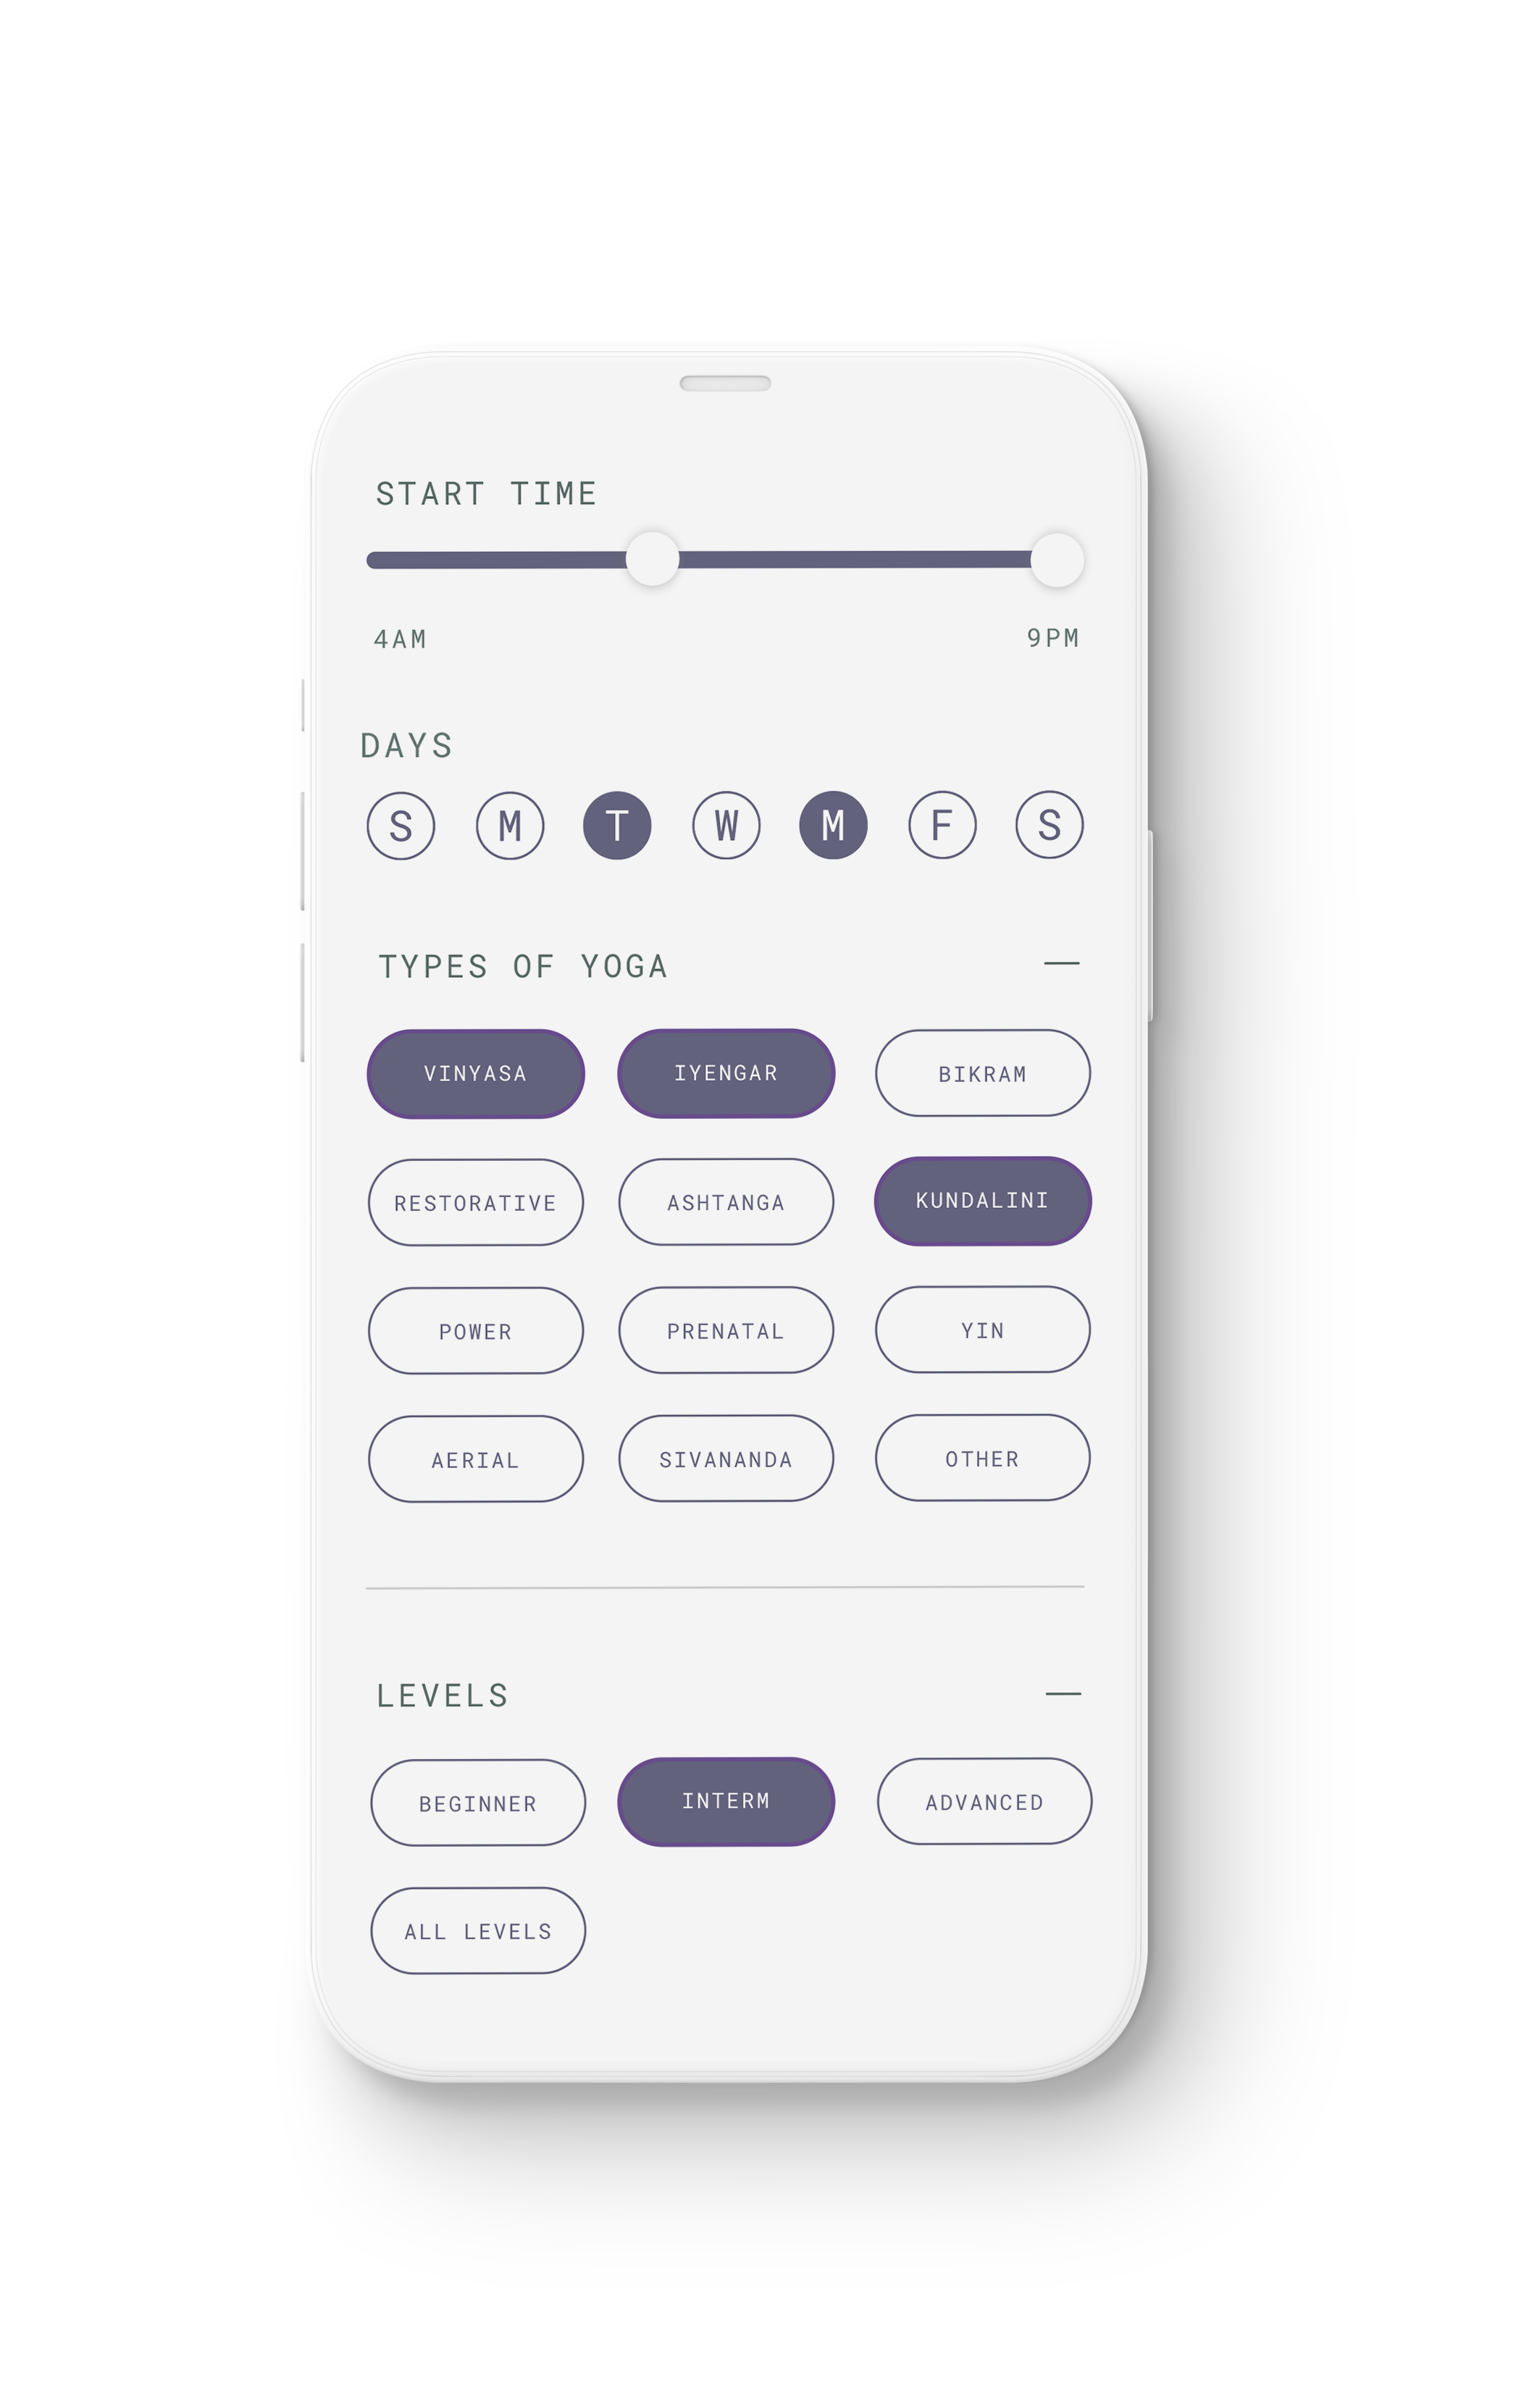 START TIME
4AM 9PM
DAYS
S M T W M F S
TYPES OF YOGA
VINYASA IYENGAR BIKRAM
RESTORATIVE ASHTANGA KUNDALINI
POWER PRENATAL YIN
AERIAL SIVANANDA OTHER
LEVELS
BEGINNER INTERM ADVANCED
ALL LEVELS